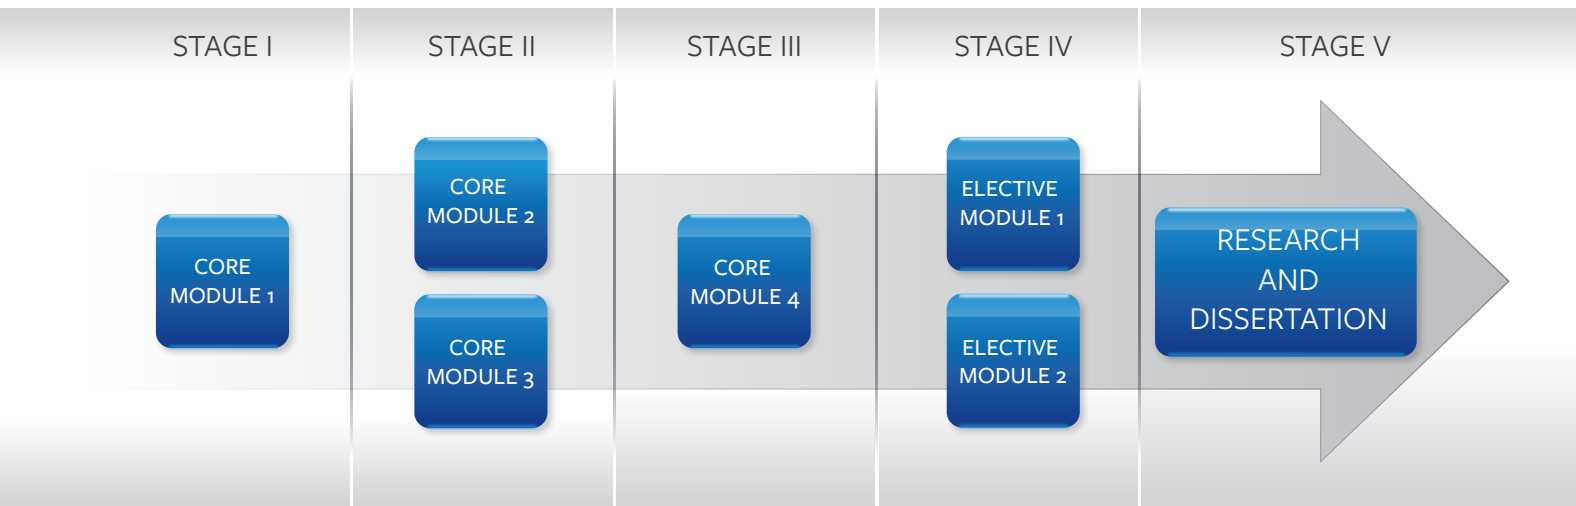 STAGE I
STAGE II
STAGE III
STAGE IV
STAGE V
CORE
MODULE 1
CORE
MODULE 2
CORE
MODULE 3
CORE
MODULE 4
ELECTIVE
MODULE 1
ELECTIVE
MODULE 2
RESEARCH
AND
DISSERTATION